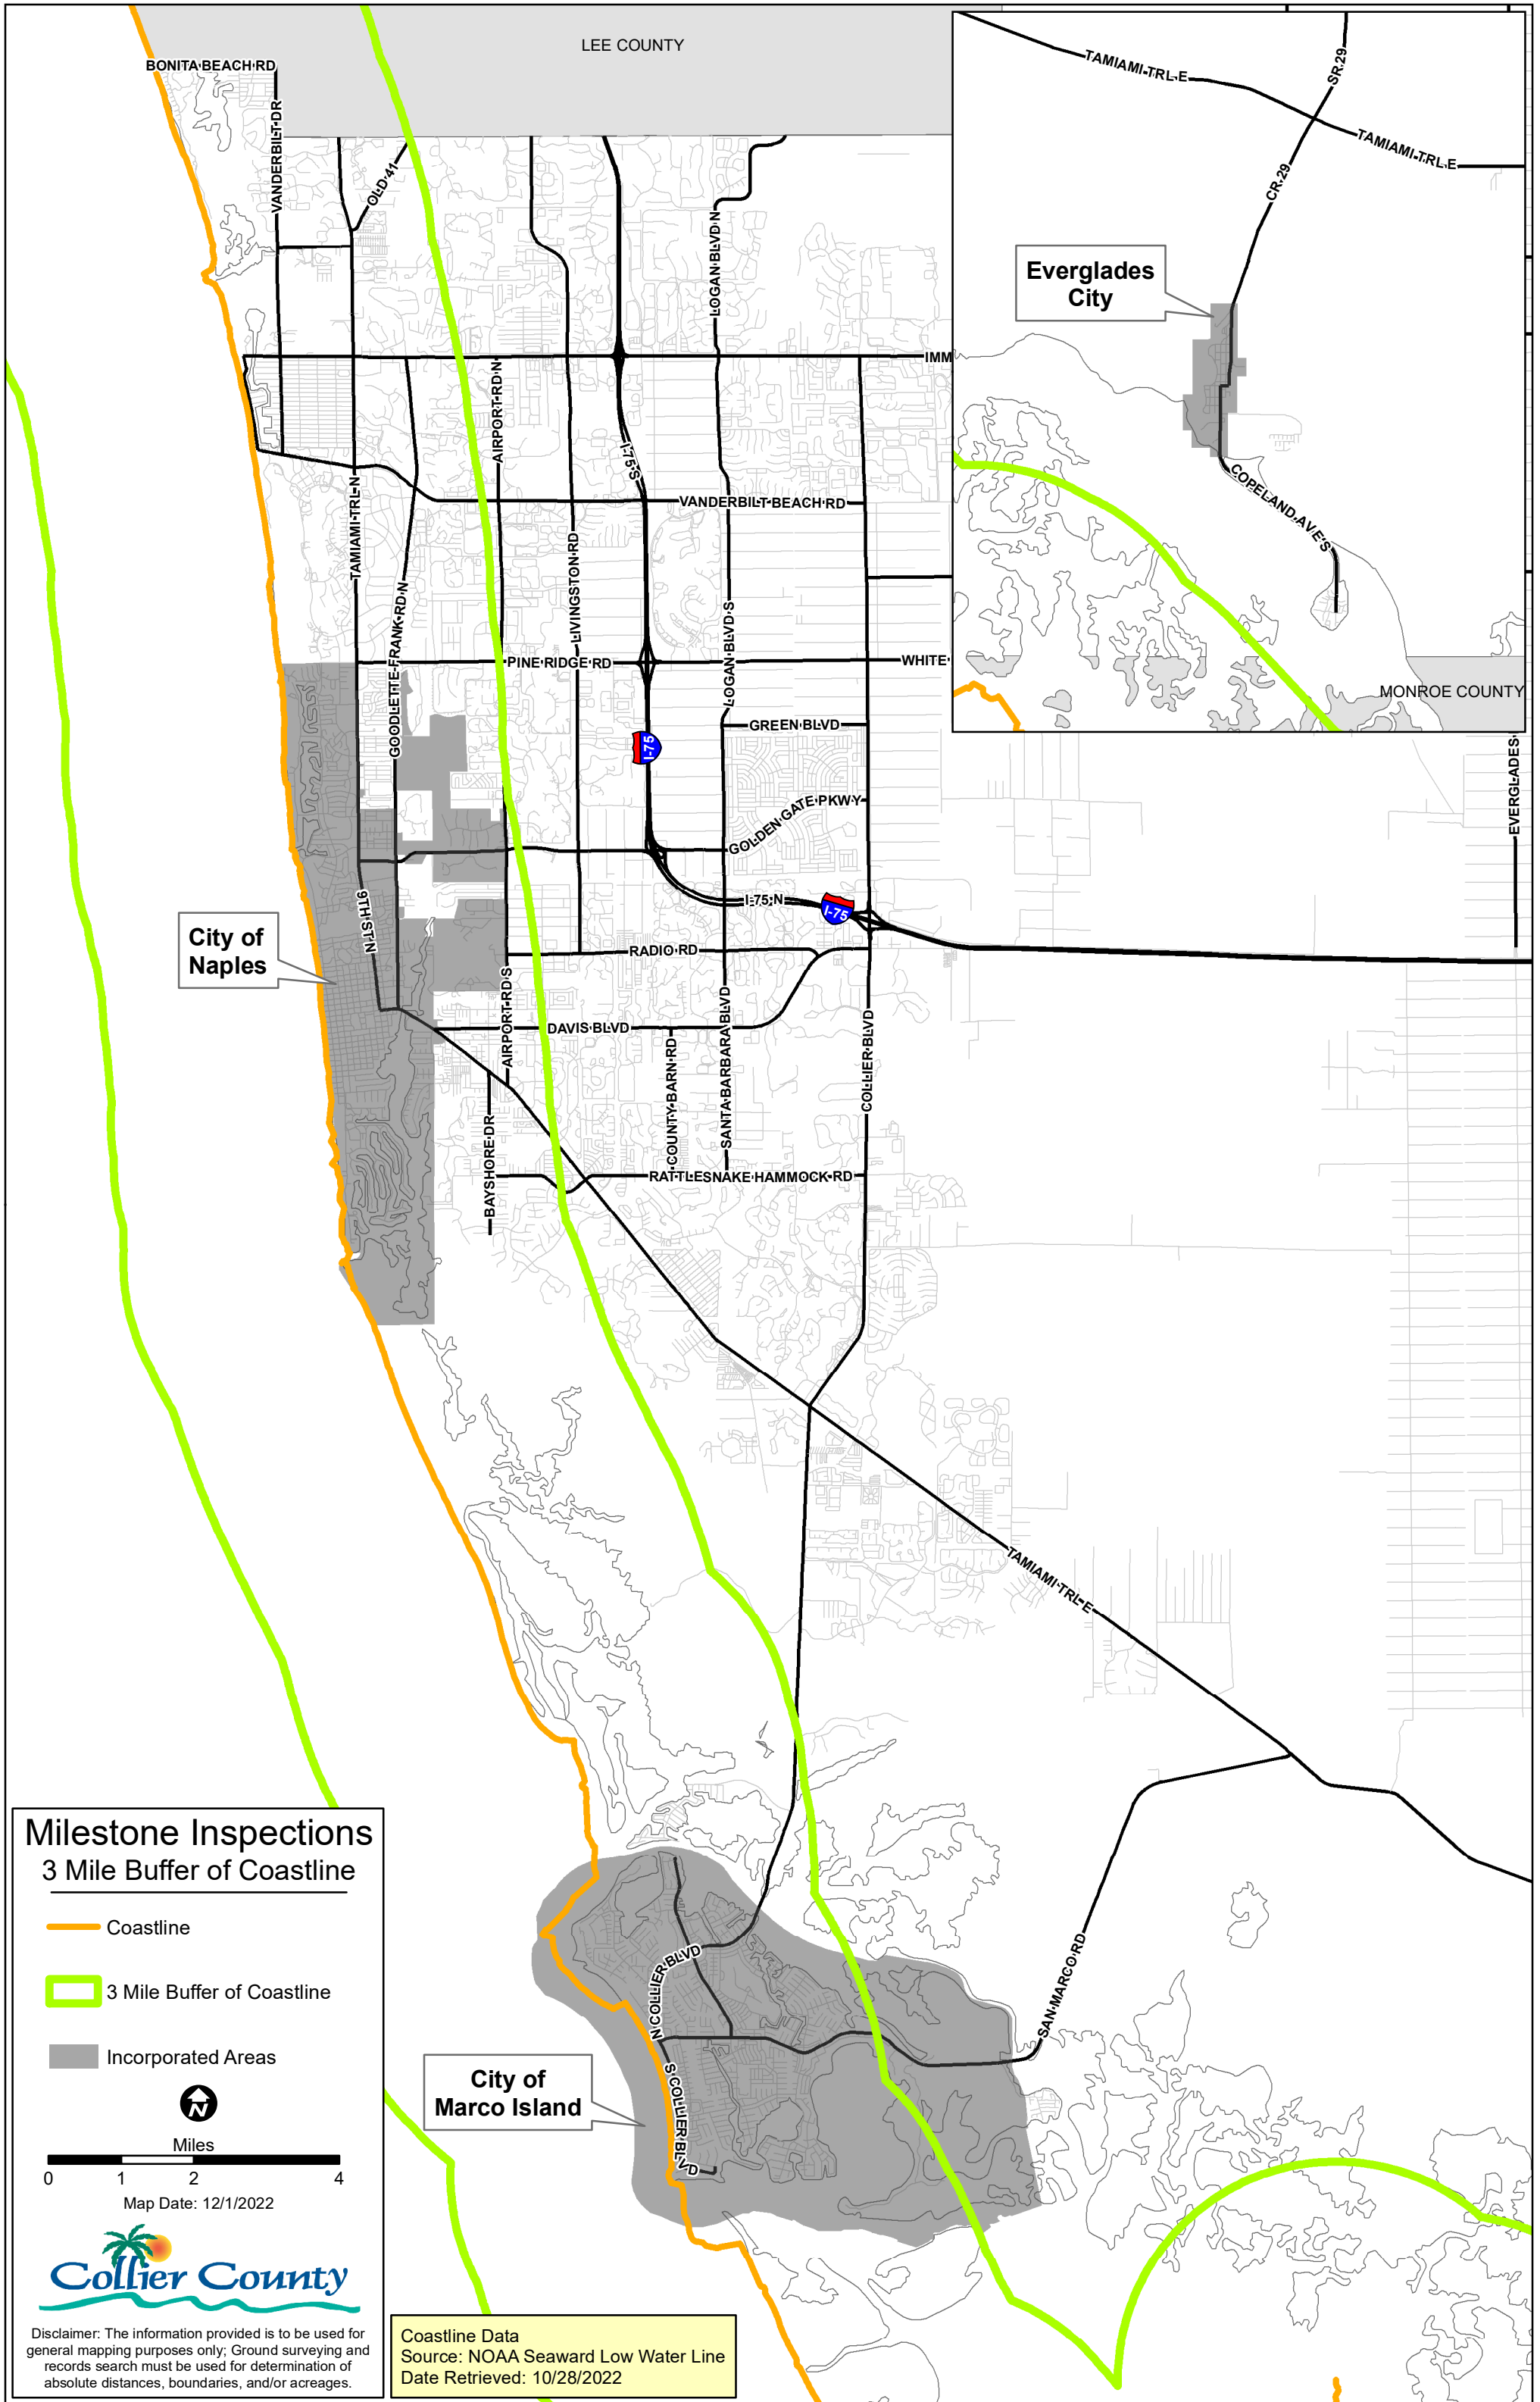 LEE COUNTY
BONITA BEACH RD
VANDERBILT DR
OLD 41
LOGAN BLVD N
TAMIAMI TRL E
SR 29
TAMIAMI TRL E
CR 29
Everglades
City
COPELAND AVE S
MONROE COUNTY
IMM
AIRPORT RD N
I-75 S
TAMIAMI TRL N
VANDERBILT BEACH RD
LIVINGSTON RD
GOODLETTE-FRANK RD N
LOGAN BLVD S
PINE RIDGE RD
WHITE
GREEN BLVD
I-75
EVERGLADES
GOLDEN GATE PKWY
9TH ST N
I-75 N
I-75
City of
Naples
RADIO RD
AIRPORT RD S
DAVIS BLVD
COUNTY BARN RD
SANTA BARBARA BLVD
COLLIER BLVD
BAYSHORE DR
RATTLESNAKE HAMMOCK RD
TAMIAMI TRL E
SAN MARCO RD
N COLLIER BLVD
S COLLIER BLVD
City of
Marco Island
Milestone Inspections
3 Mile Buffer of Coastline
Coastline
3 Mile Buffer of Coastline
Incorporated Areas
N
Miles
0 1 2 4
Map Date: 12/1/2022
Collier County
Disclaimer: The information provided is to be used for
general mapping purposes only; Ground surveying and
records search must be used for determination of
absolute distances, boundaries, and/or acreages.
Coastline Data
Source: NOAA Seaward Low Water Line
Date Retrieved: 10/28/2022